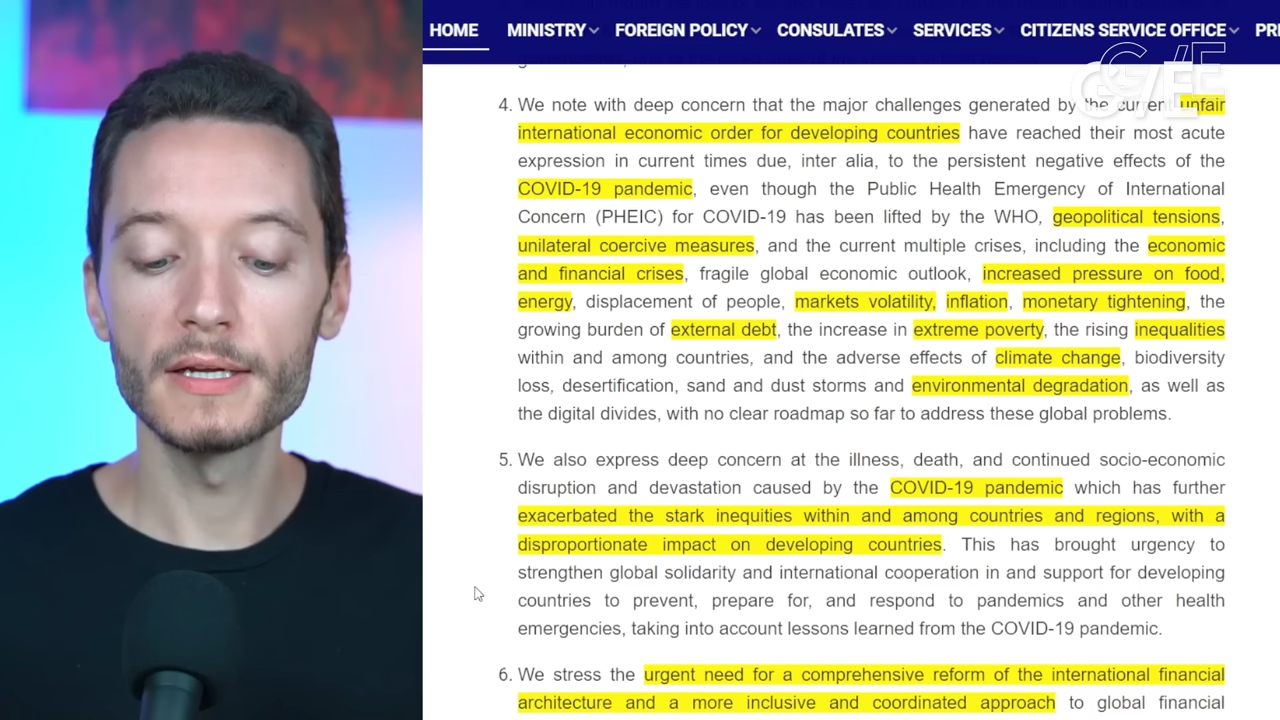 HOME MINISTRY FOREIGN POLICY CONSULATES SERVICES CITIZENS SERVICE OFFICE
4. We note with deep concern that the major challenges generated by the current unfair
international economic order for developing countries have reached their most acute
expression in current times due, inter alia, to the persistent negative effects of the
COVID-19 pandemic, even though the Public Health Emergency of International
Concern (PHEIC) for COVID-19 has been lifted by the WHO, geopolitical tensions,
unilateral coercive measures, and the current multiple crises, including the economic
and financial crises, fragile global economic outlook, increased pressure on food,
energy, displacement of people, markets volatility, inflation, monetary tightening, the
growing burden of external debt, the increase in extreme poverty, the rising inequalities
within and among countries, and the adverse effects of climate change, biodiversity
loss, desertification, sand and dust storms and environmental degradation, as well as
the digital divides, with no clear roadmap so far to address these global problems.
5. We also express deep concern at the illness, death, and continued socio-economic
disruption and devastation caused by the COVID-19 pandemic which has further
exacerbated the stark inequities within and among countries and regions, with a
disproportionate impact on developing countries. This has brought urgency to
strengthen global solidarity and international cooperation in and support for developing
countries to prevent, prepare for, and respond to pandemics and other health
emergencies, taking into account lessons learned from the COVID-19 pandemic.
6. We stress the urgent need for a comprehensive reform of the international financial
architecture and a more inclusive and coordinated approach to global financial